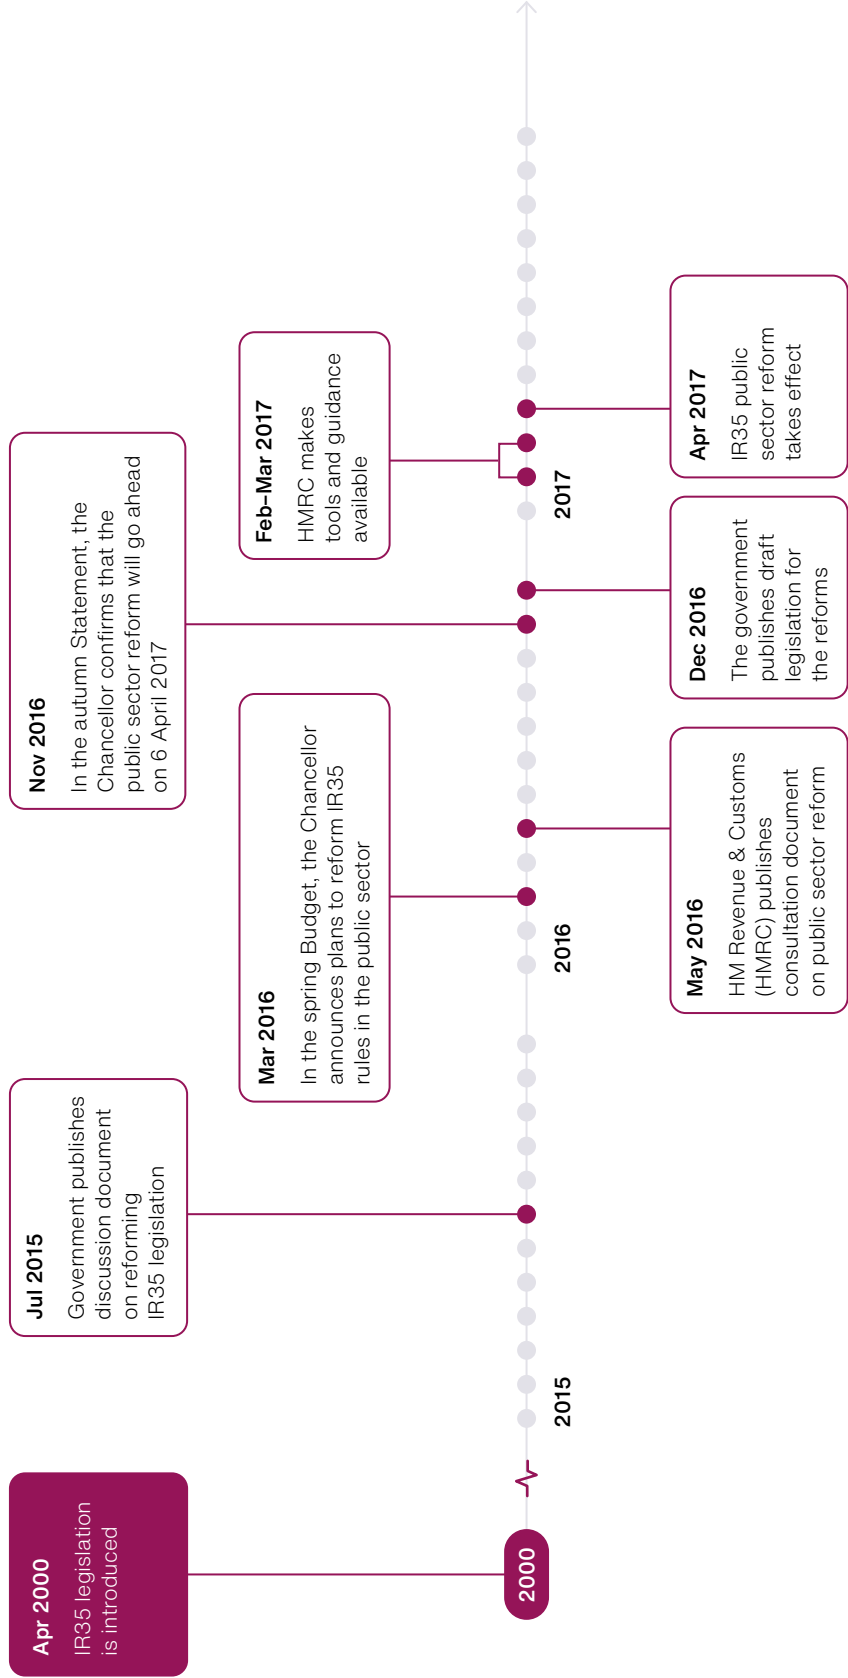 Apr 2000
IR35 legislation
is introduced
Jul 2015
Government publishes
discussion document
on reforming
IR35 legislation
Mar 2016
In the spring Budget, the Chancellor
announces plans to reform IR35
rules in the public sector
Nov 2016
In the autumn Statement, the
Chancellor confirms that the
public sector reform will go ahead
on 6 April 2017
Feb–Mar 2017
HMRC makes
tools and guidance
available
2000
2015
2016
2017
May 2016
HM Revenue & Customs
(HMRC) publishes
consultation document
on public sector reform
Dec 2016
The government
publishes draft
legislation for
the reforms
Apr 2017
IR35 public
sector reform
takes effect